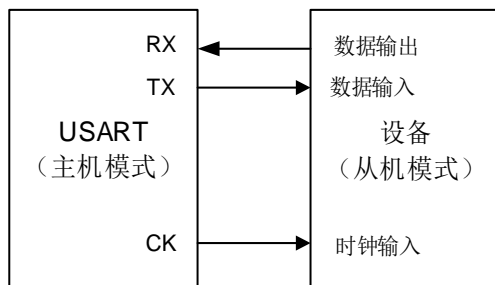 RX
数据输出
TX
数据输入
USART
（主机模式）
设备
（从机模式）
CK
时钟输入